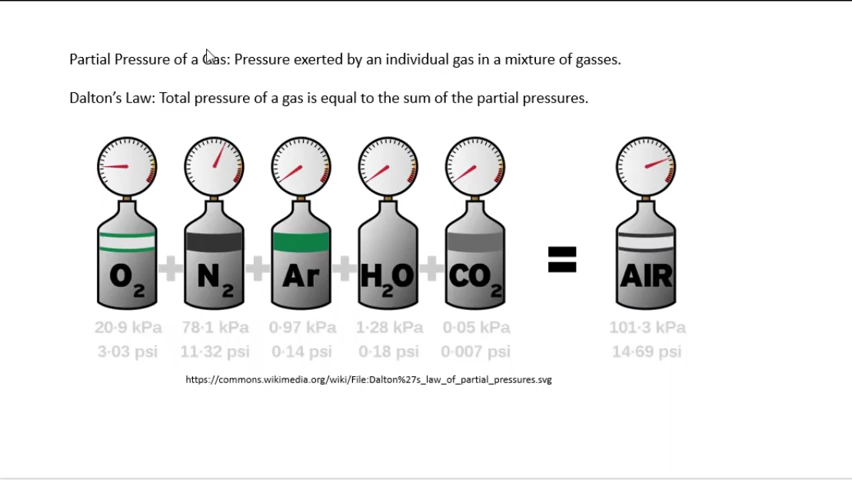 Partial Pressure of a Gas: Pressure exerted by an individual gas in a mixture of gasses.
Dalton's Law: Total pressure of a gas is equal to the sum of the partial pressures.
O2 + N2 + Ar + H2O + CO2 = AIR
20·9 kPa 78·1 kPa 0·97 kPa 1·28 kPa 0·05 kPa 101·3 kPa
3·03 psi 11·32 psi 0·14 psi 0·18 psi 0·007 psi 14·69 psi
https://commons.wikimedia.org/wiki/File:Dalton%27s_law_of_partial_pressures.svg